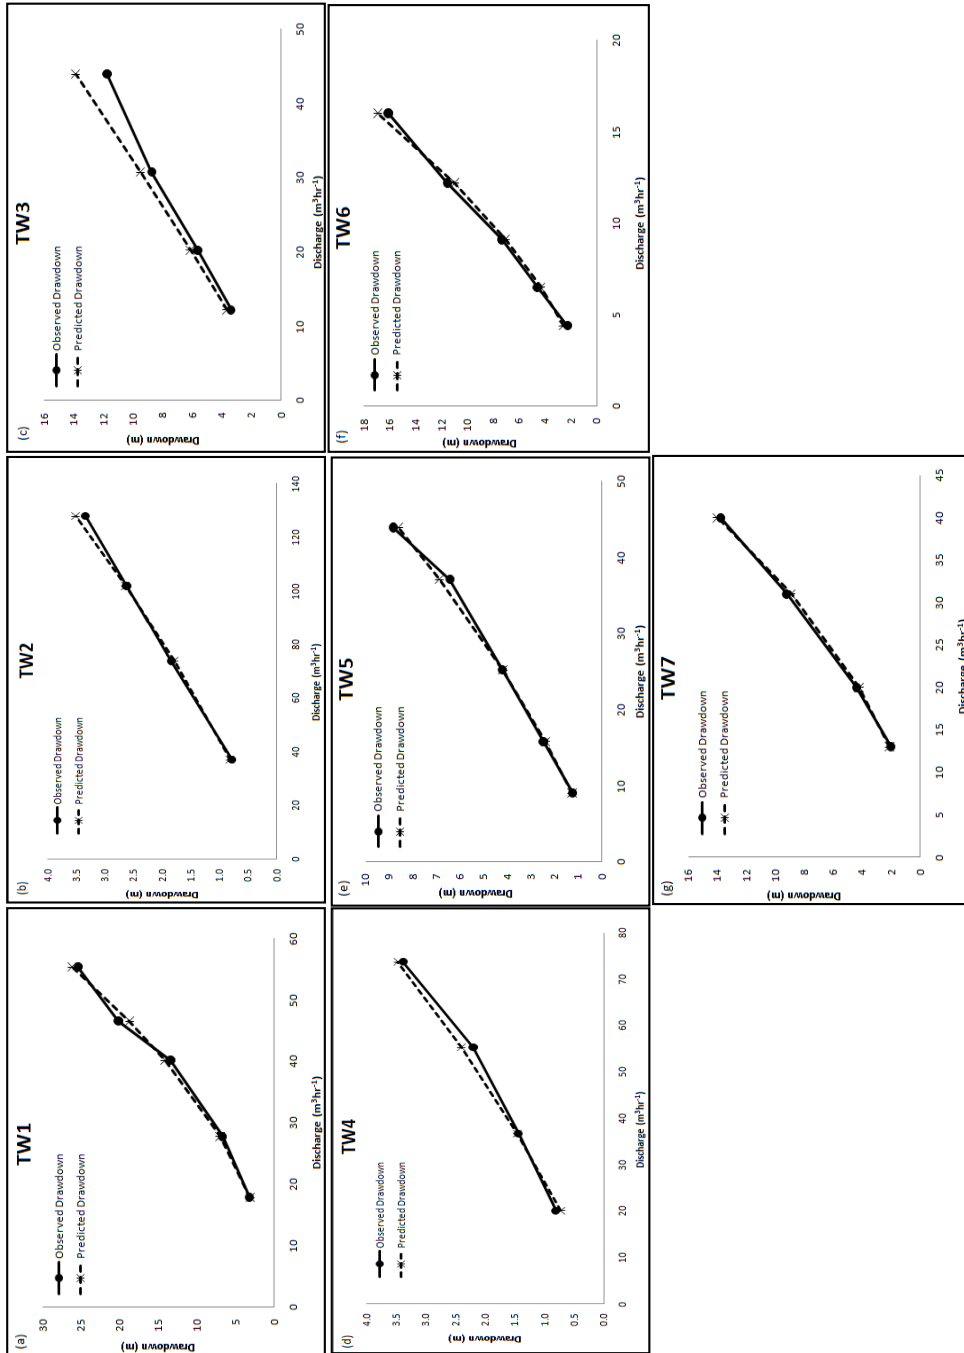 (a)
TW1
Observed Drawdown
Predicted Drawdown
Drawdown (m)
30
25
20
15
10
5
0
0
10
20
30
40
50
60
Discharge (m³hr⁻¹)
(b)
TW2
Observed Drawdown
Predicted Drawdown
Drawdown (m)
4.0
3.5
3.0
2.5
2.0
1.5
1.0
0.5
0.0
0
20
40
60
80
100
120
140
Discharge (m³hr⁻¹)
(c)
TW3
Observed Drawdown
Predicted Drawdown
Drawdown (m)
16
14
12
10
8
6
4
2
0
0
10
20
30
40
50
Discharge (m³hr⁻¹)
(d)
TW4
Observed Drawdown
Predicted Drawdown
Drawdown (m)
4.0
3.5
3.0
2.5
2.0
1.5
1.0
0.5
0.0
0
10
20
30
40
50
60
70
80
Discharge (m³hr⁻¹)
(e)
TW5
Observed Drawdown
Predicted Drawdown
Drawdown (m)
10
9
8
7
6
5
4
3
2
1
0
0
10
20
30
40
50
Discharge (m³hr⁻¹)
(f)
TW6
Observed Drawdown
Predicted Drawdown
Drawdown (m)
18
16
14
12
10
8
6
4
2
0
0
5
10
15
20
Discharge (m³hr⁻¹)
(g)
TW7
Observed Drawdown
Predicted Drawdown
Drawdown (m)
16
14
12
10
8
6
4
2
0
0
5
10
15
20
25
30
35
40
45
Discharge (m³hr⁻¹)